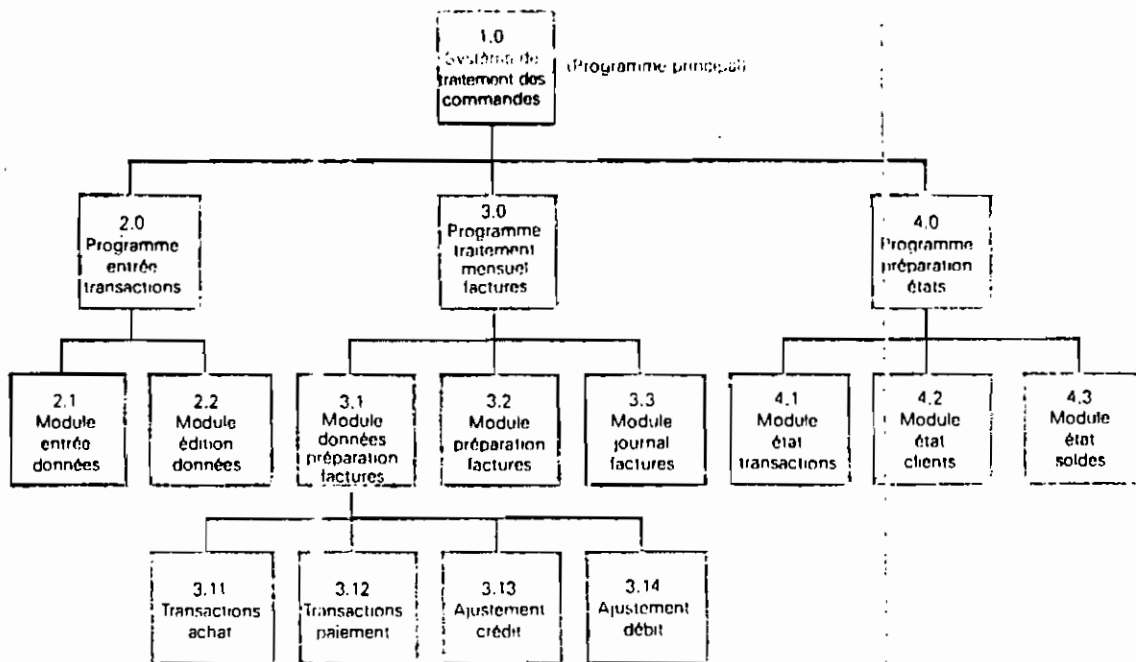 1.0
Système de
traitement des
commandes
(Programme principal)
2.0
Programme
entrée
transactions
3.0
Programme
traitement
mensuel
factures
4.0
Programme
préparation
états
2.1
Module
entrée
données
2.2
Module
édition
données
3.1
Module
données
préparation
factures
3.2
Module
préparation
factures
3.3
Module
journal
factures
4.1
Module
état
transactions
4.2
Module
état
clients
4.3
Module
état
soldes
3.11
Transactions
achat
3.12
Transactions
paiement
3.13
Ajustement
crédit
3.14
Ajustement
débit